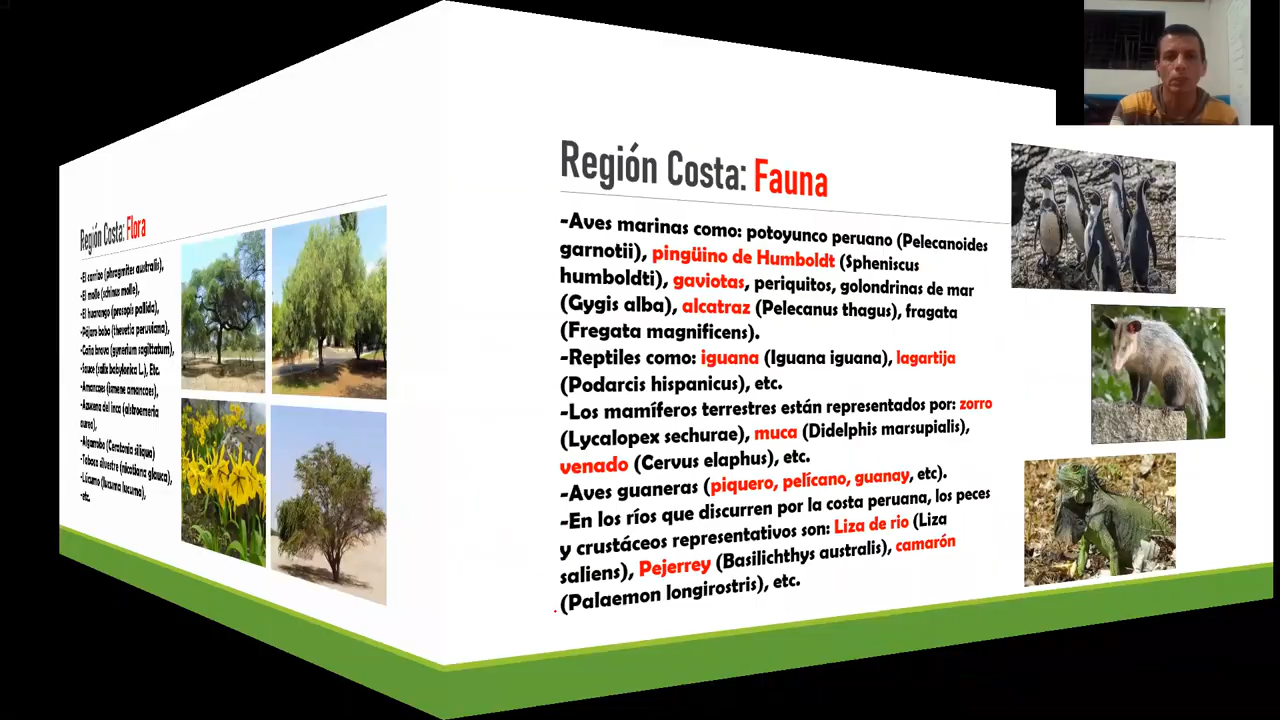 Región Costa: Flora
-El carrizo (phragmites australis),
-El molle (schinus molle),
-El huarango (prosopis pallida),
-Pájaro bobo (thevetia peruviana),
-Caña brava (gynerium sagittatum),
-Sauce (salix babylonica L.), Etc.
-Amancaes (ismene amancaes),
-Azucena del inca (alstroemeria
aurea),
-Algarrobo (Ceratonia siliqua)
-Tabaco silvestre (nicotiana glauca),
-Lúcumo (lucuma lucuma),
-etc.
Región Costa: Fauna
-Aves marinas como: potoyunco peruano (Pelecanoides
garnotii), pingüino de Humboldt (Spheniscus
humboldti), gaviotas, periquitos, golondrinas de mar
(Gygis alba), alcatraz (Pelecanus thagus), fragata
(Fregata magnificens).
-Reptiles como: iguana (Iguana iguana), lagartija
(Podarcis hispanicus), etc.
-Los mamíferos terrestres están representados por: zorro
(Lycalopex sechurae), muca (Didelphis marsupialis),
venado (Cervus elaphus), etc.
-Aves guaneras (piquero, pelícano, guanay, etc).
-En los ríos que discurren por la costa peruana, los peces
y crustáceos representativos son: Liza de rio (Liza
saliens), Pejerrey (Basilichthys australis), camarón
(Palaemon longirostris), etc.